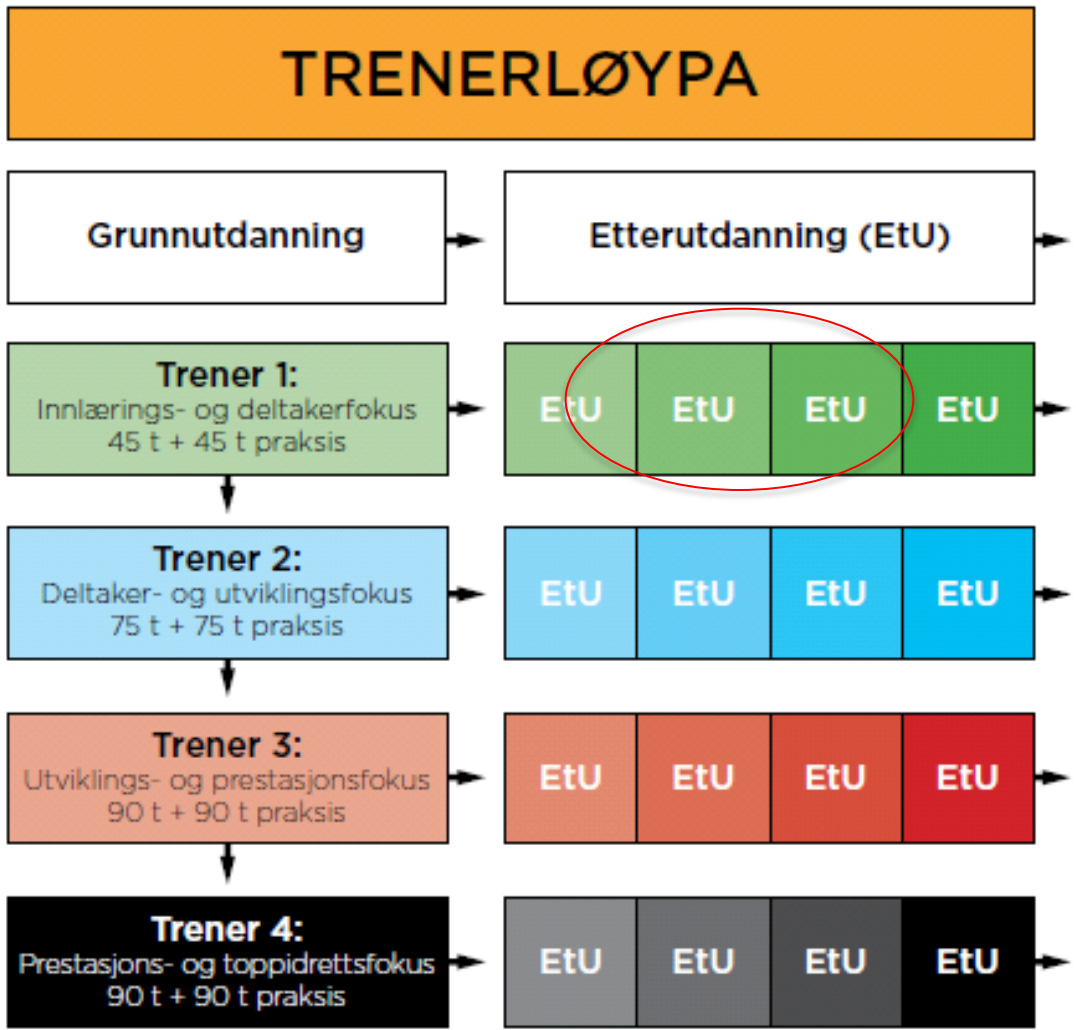 TRENERLØYPA
Grunnutdanning
Etterutdanning (EtU)
Trener 1:
Innlærings- og deltakerfokus
45 t + 45 t praksis
EtU EtU EtU EtU
Trener 2:
Deltaker- og utviklingsfokus
75 t + 75 t praksis
EtU EtU EtU EtU
Trener 3:
Utviklings- og prestasjonsfokus
90 t + 90 t praksis
EtU EtU EtU EtU
Trener 4:
Prestasjons- og toppidrettsfokus
90 t + 90 t praksis
EtU EtU EtU EtU